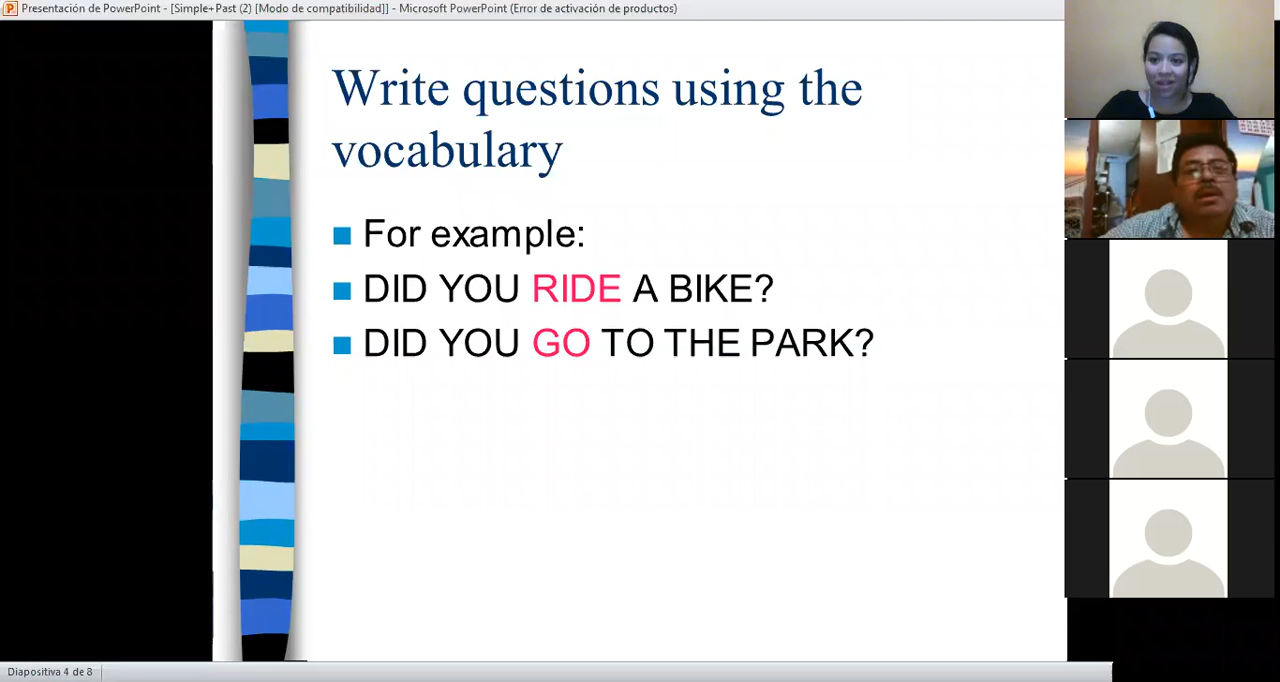 Presentación de PowerPoint - [Simple+Past (2) [Modo de compatibilidad]] - Microsoft PowerPoint (Error de activación de productos)
Write questions using the
vocabulary
For example:
DID YOU RIDE A BIKE?
DID YOU GO TO THE PARK?
Diapositiva 4 de 8